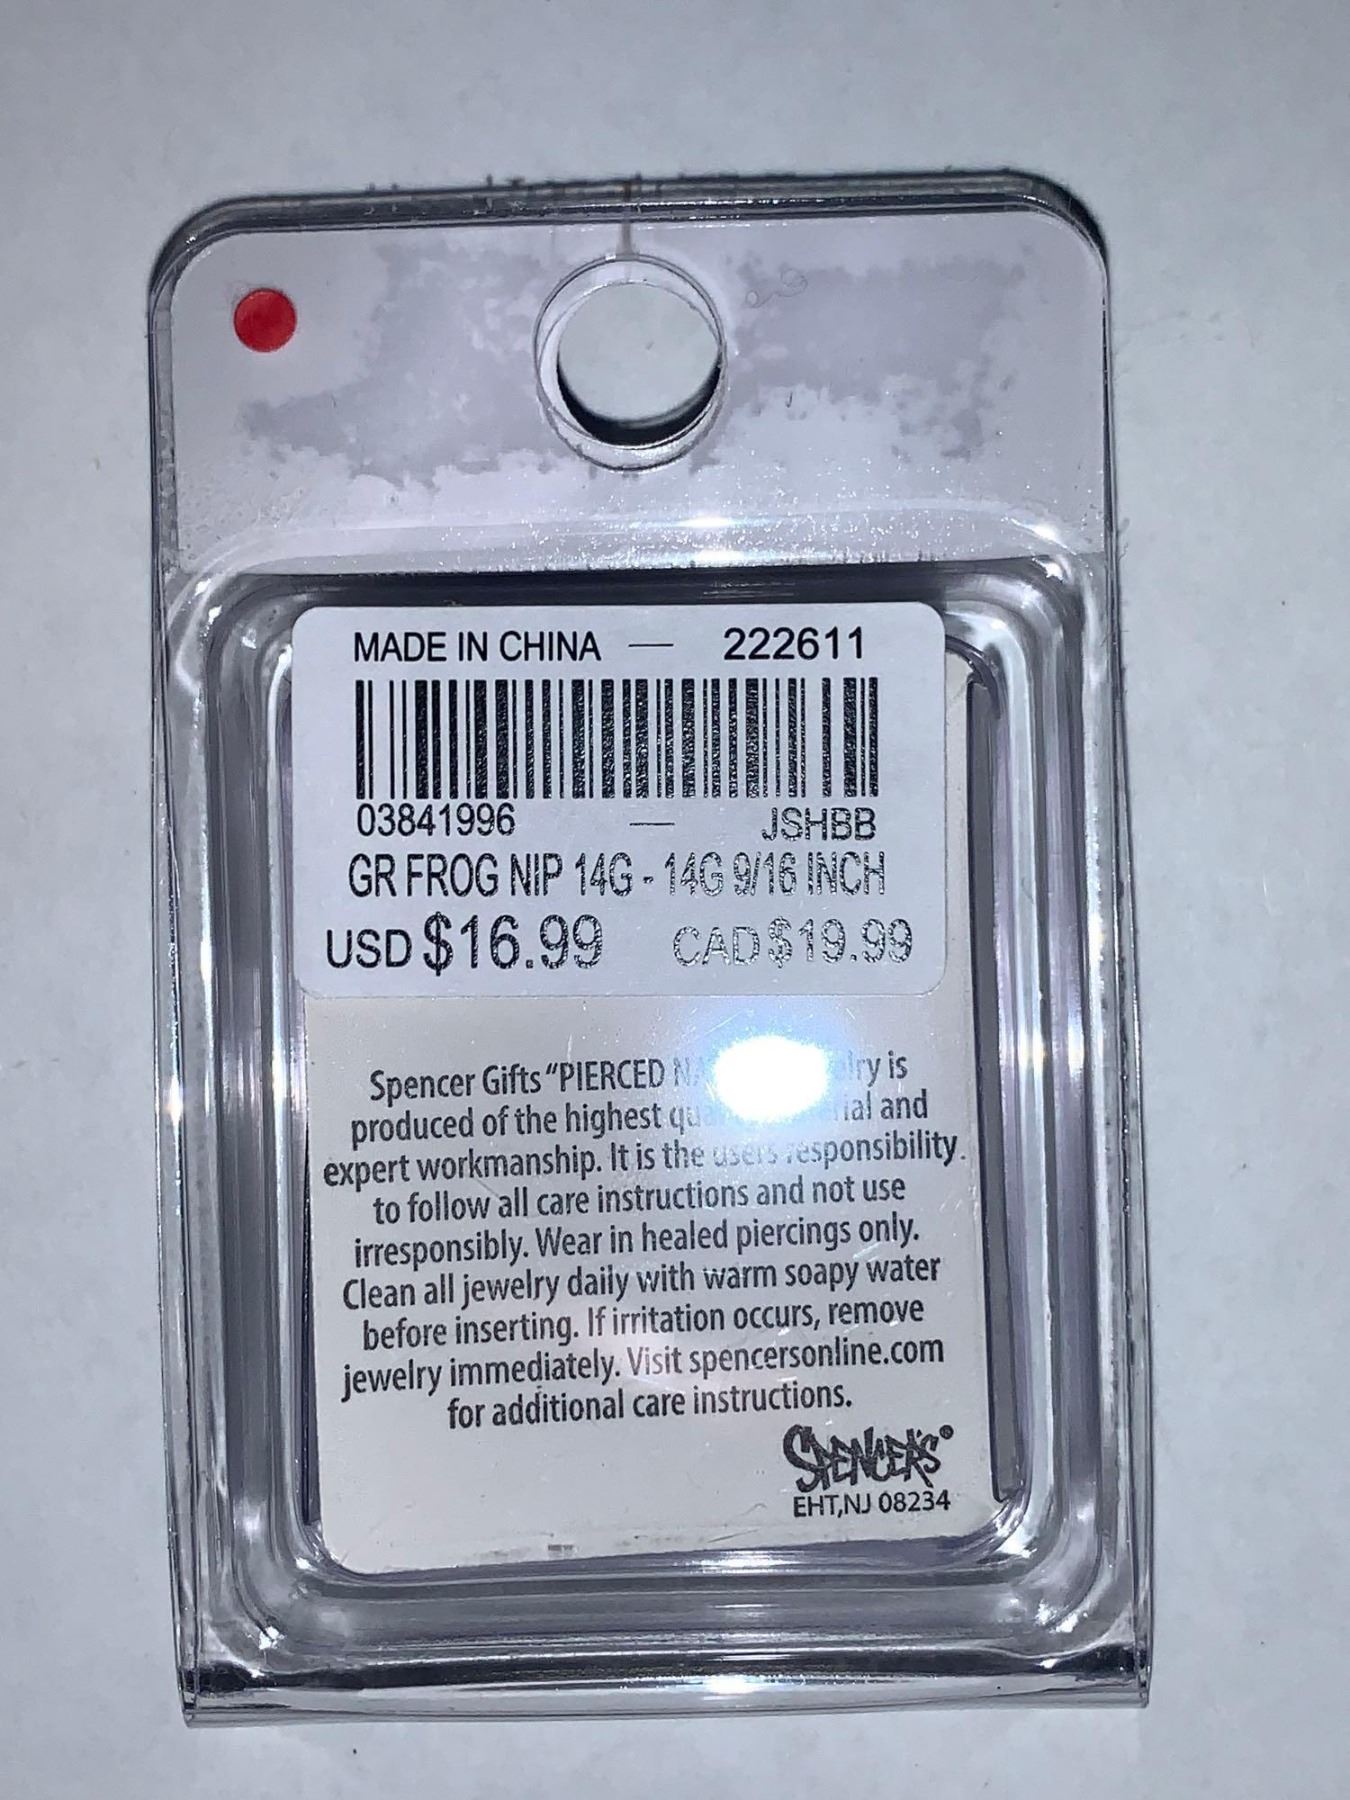 MADE IN CHINA — 222611
03841996 — JSHBB
GR FROG NIP 14G - 14G 9/16 INCH
USD $16.99 CAD $19.99
Spencer Gifts “PIERCED is
produced of the highest and
expert workmanship. It is the users responsibility
to follow all care instructions and not use
irresponsibly. Wear in healed piercings only.
Clean all jewelry daily with warm soapy water
before inserting. If irritation occurs, remove
jewelry immediately. Visit spencersonline.com
for additional care instructions.
SPENCER'S®
EHT,NJ 08234